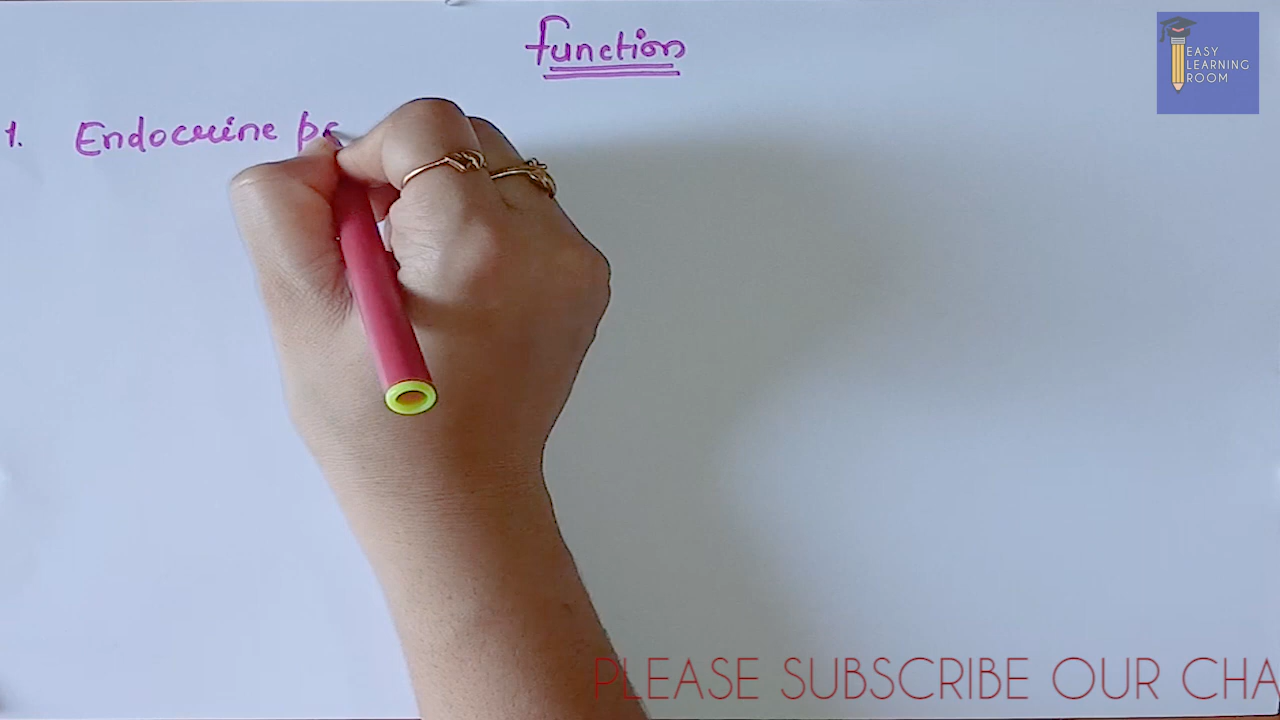 Function
EASY
LEARNING
ROOM
1. Endocrine
PLEASE SUBSCRIBE OUR CHA